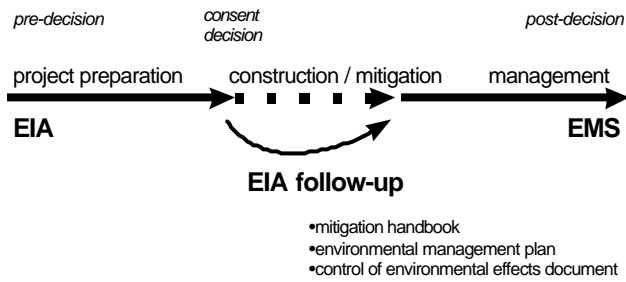 pre-decision consent decision post-decision
project preparation construction / mitigation management
EIA EMS
EIA follow-up
•mitigation handbook
•environmental management plan
•control of environmental effects document